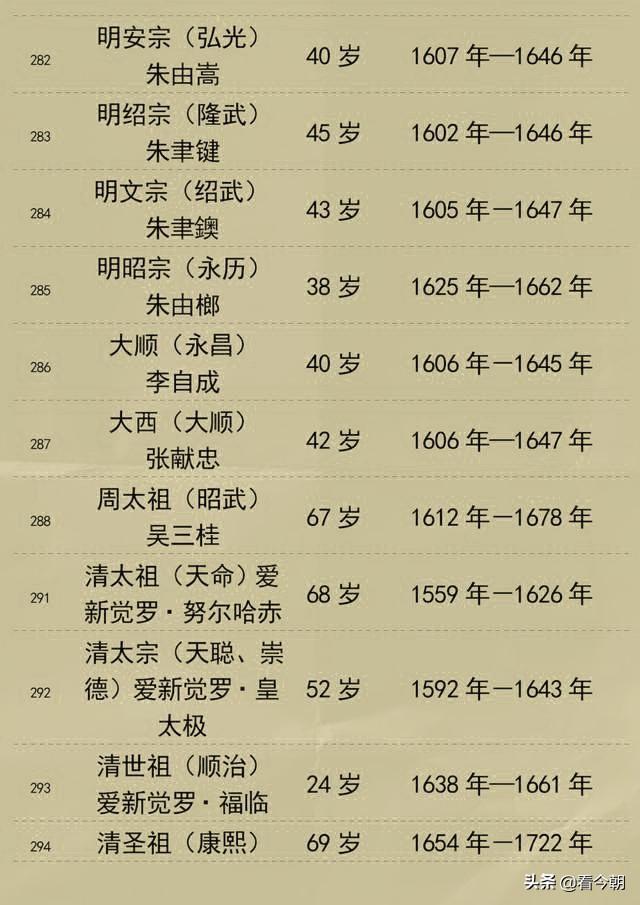 282 明安宗（弘光） 40 岁 1607 年—1646 年
朱由嵩
283 明绍宗（隆武） 45 岁 1602 年—1646 年
朱聿键
284 明文宗（绍武） 43 岁 1605 年—1647 年
朱聿鐭
285 明昭宗（永历） 38 岁 1625 年—1662 年
朱由榔
286 大顺（永昌） 40 岁 1606 年—1645 年
李自成
287 大西（大顺） 42 岁 1606 年—1647 年
张献忠
288 周太祖（昭武） 67 岁 1612 年—1678 年
吴三桂
291 清太祖（天命）爱 68 岁 1559 年—1626 年
新觉罗·努尔哈赤
292 清太宗（天聪、崇 52 岁 1592 年—1643 年
德）爱新觉罗·皇
太极
293 清世祖（顺治） 24 岁 1638 年—1661 年
爱新觉罗·福临
294 清圣祖（康熙） 69 岁 1654 年—1722 年
头条 @看今朝